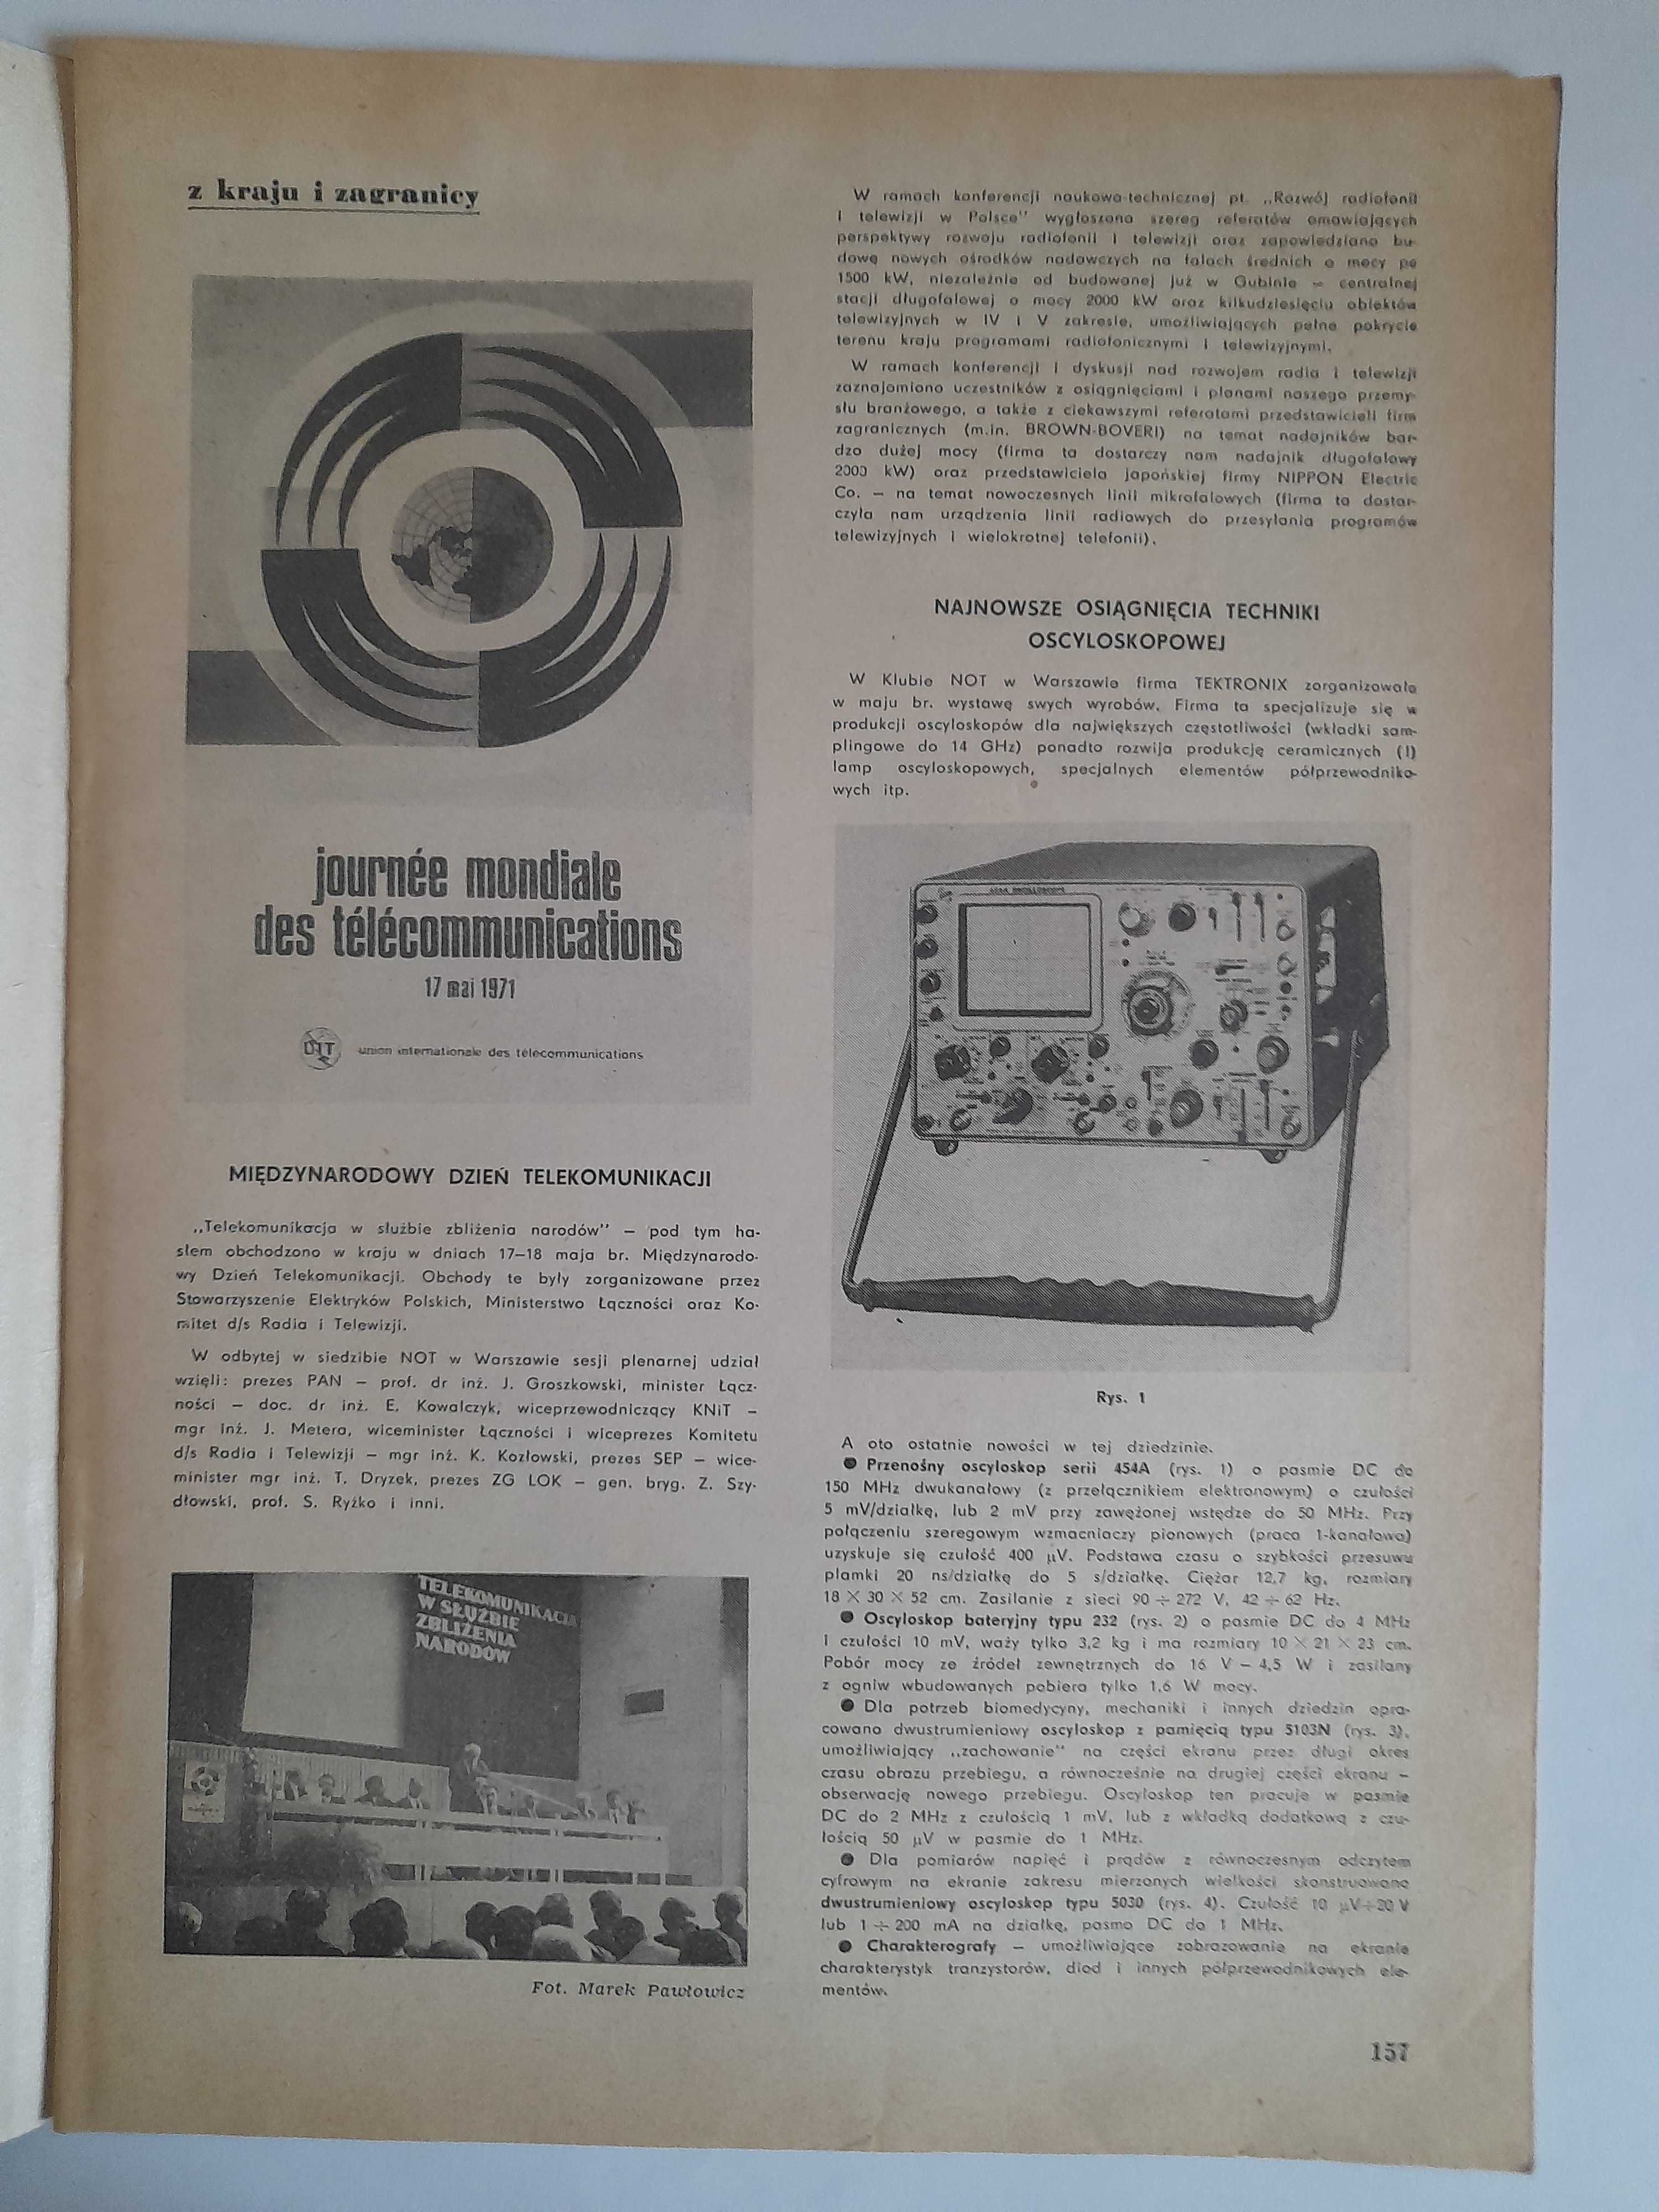 z kraju i zagranicy
journée mondiale
des télécommunications
17 mai 1971
UIT union internationale des télécommunications
MIĘDZYNARODOWY DZIEŃ TELEKOMUNIKACJI
„Telekomunikacja w służbie zbliżenia narodów" – pod tym ha-
słem obchodzono w kraju w dniach 17–18 maja br. Międzynarodo-
wy Dzień Telekomunikacji. Obchody te były zorganizowane przez
Stowarzyszenie Elektryków Polskich, Ministerstwo Łączności oraz Ko-
mitet d/s Radia i Telewizji.
W odbytej w siedzibie NOT w Warszawie sesji plenarnej udział
wzięli: prezes PAN – prof. dr inż. J. Groszkowski, minister Łącz-
ności – doc. dr inż. E. Kowalczyk, wiceprzewodniczący KNiT –
mgr inż. J. Metera, wiceminister Łączności i wiceprezes Komitetu
d/s Radia i Telewizji – mgr inż. K. Kozłowski, prezes SEP – wice-
minister mgr inż. T. Dryzek, prezes ZG LOK – gen. bryg. Z. Szy-
dłowski, prof. S. Ryżko i inni.
TELEKOMUNIKACJA
W SŁUŻBIE
ZBLIŻENIA
NARODÓW
Fot. Marek Pawłowicz
W ramach konferencji naukowo-technicznej pt. „Rozwój radiofonii
i telewizji w Polsce" wygłoszono szereg referatów omawiających
perspektywy rozwoju radiofonii i telewizji oraz zapowiedziano bu-
dowę nowych ośrodków nadawczych na falach średnich o mocy po
1500 kW, niezależnie od budowanej już w Gubinie – centralnej
stacji długofalowej o mocy 2000 kW oraz kilkudziesięciu obiektów
telewizyjnych w IV i V zakresie, umożliwiających pełne pokrycie
terenu kraju programami radiofonicznymi i telewizyjnymi.
W ramach konferencji i dyskusji nad rozwojem radia i telewizji
zaznajomiono uczestników z osiągnięciami i planami naszego przemy-
słu branżowego, a także z ciekawszymi referatami przedstawicieli firm
zagranicznych (m.in. BROWN-BOVERI) na temat nadajników bar-
dzo dużej mocy (firma ta dostarczy nam nadajnik długofalowy
2000 kW) oraz przedstawiciela japońskiej firmy NIPPON Electric
Co. – na temat nowoczesnych linii mikrofalowych (firma ta dostar-
czyła nam urządzenia linii radiowych do przesyłania programów
telewizyjnych i wielokrotnej telefonii).
NAJNOWSZE OSIĄGNIĘCIA TECHNIKI
OSCYLOSKOPOWEJ
W Klubie NOT w Warszawie firma TEKTRONIX zorganizowała
w maju br. wystawę swych wyrobów. Firma ta specjalizuje się w
produkcji oscyloskopów dla największych częstotliwości (wkładki sam-
plingowe do 14 GHz) ponadto rozwija produkcję ceramicznych (!)
lamp oscyloskopowych, specjalnych elementów półprzewodniko-
wych itp.
Rys. 1
A oto ostatnie nowości w tej dziedzinie.
● Przenośny oscyloskop serii 454A (rys. 1) o pasmie DC do
150 MHz dwukanałowy (z przełącznikiem elektronowym) o czułości
5 mV/działkę, lub 2 mV przy zawężonej wstędze do 50 MHz. Przy
połączeniu szeregowym wzmacniaczy pionowych (praca 1-kanałowa)
uzyskuje się czułość 400 µV. Podstawa czasu o szybkości przesuwu
plamki 20 ns/działkę do 5 s/działkę. Ciężar 12,7 kg, rozmiary
18 × 30 × 52 cm. Zasilanie z sieci 90 ÷ 272 V, 42 ÷ 62 Hz.
● Oscyloskop bateryjny typu 232 (rys. 2) o pasmie DC do 4 MHz
i czułości 10 mV, waży tylko 3,2 kg i ma rozmiary 10 × 21 × 23 cm.
Pobór mocy ze źródeł zewnętrznych do 16 V – 4,5 W i zasilany
z ogniw wbudowanych pobiera tylko 1,6 W mocy.
● Dla potrzeb biomedycyny, mechaniki i innych dziedzin opra-
cowano dwustrumieniowy oscyloskop z pamięcią typu 5103N (rys. 3),
umożliwiający „zachowanie" na części ekranu przez długi okres
czasu obrazu przebiegu, a równocześnie na drugiej części ekranu –
obserwację nowego przebiegu. Oscyloskop ten pracuje w pasmie
DC do 2 MHz z czułością 1 mV, lub z wkładką dodatkową z czu-
łością 50 µV w pasmie do 1 MHz.
● Dla pomiarów napięć i prądów z równoczesnym odczytem
cyfrowym na ekranie zakresu mierzonych wielkości skonstruowano
dwustrumieniowy oscyloskop typu 5030 (rys. 4). Czułość 10 µV÷20 V
lub 1 ÷ 200 mA na działkę, pasmo DC do 1 MHz.
● Charakterografy – umożliwiające zobrazowanie na ekranie
charakterystyk tranzystorów, diod i innych półprzewodnikowych ele-
mentów.
157